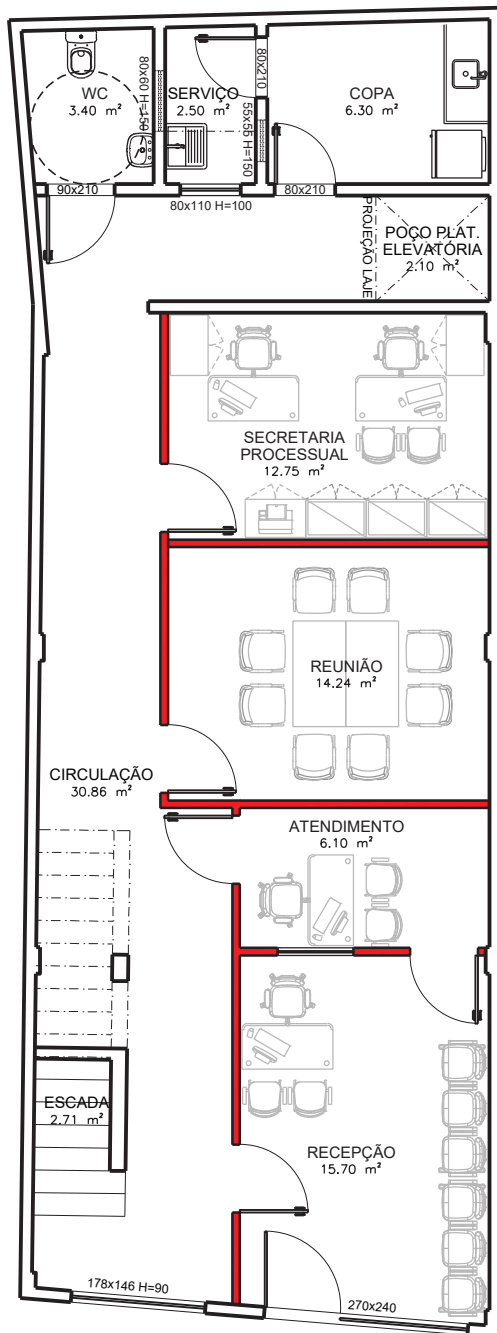 WC
3.40 m²
80x60 H=150
SERVIÇO
2.50 m²
80x210
55x55 H=150
COPA
6.30 m²
90x210
80x110 H=100
80x210
PROJEÇÃO LAJE
POÇO PLAT.
ELEVATÓRIA
2.10 m²
SECRETARIA
PROCESSUAL
12.75 m²
REUNIÃO
14.24 m²
CIRCULAÇÃO
30.86 m²
ATENDIMENTO
6.10 m²
ESCADA
2.71 m²
RECEPÇÃO
15.70 m²
178x146 H=90
270x240